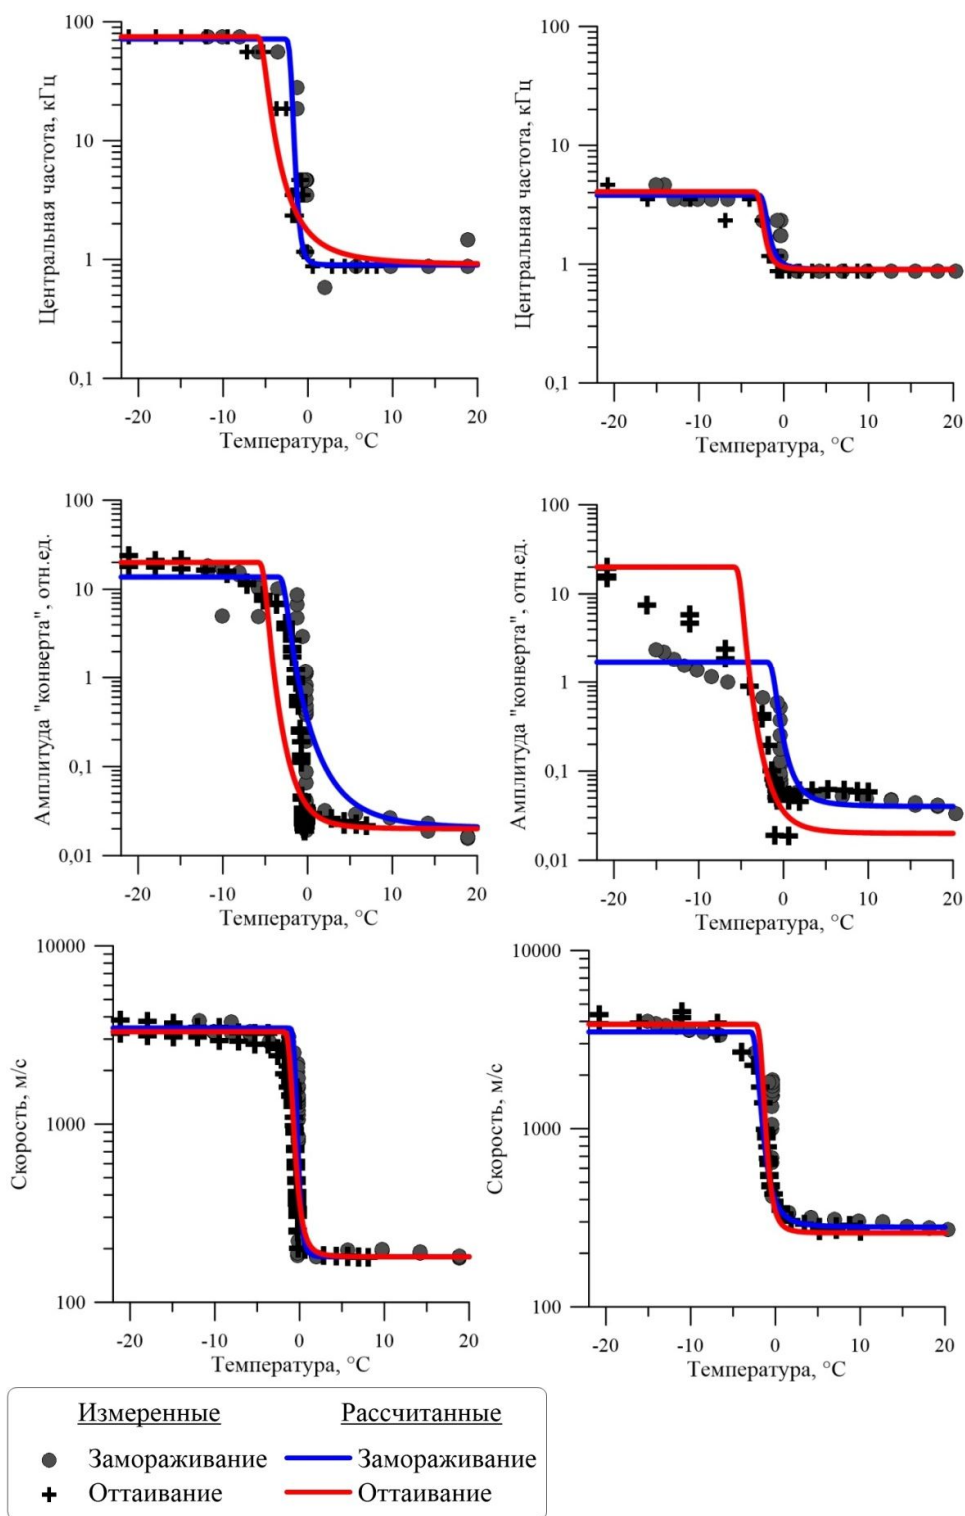 100
10
1
0,1
Центральная частота, кГц
-20 -10 0 10 20
Температура, °С
100
10
1
0,1
Центральная частота, кГц
-20 -10 0 10 20
Температура, °С
100
10
1
0,1
0,01
Амплитуда "конверта", отн.ед.
-20 -10 0 10 20
Температура, °С
100
10
1
0,1
0,01
Амплитуда "конверта", отн.ед.
-20 -10 0 10 20
Температура, °С
10000
1000
100
Скорость, м/с
-20 -10 0 10 20
Температура, °С
10000
1000
100
Скорость, м/с
-20 -10 0 10 20
Температура, °С
Измеренные Рассчитанные
Замораживание Замораживание
Оттаивание Оттаивание